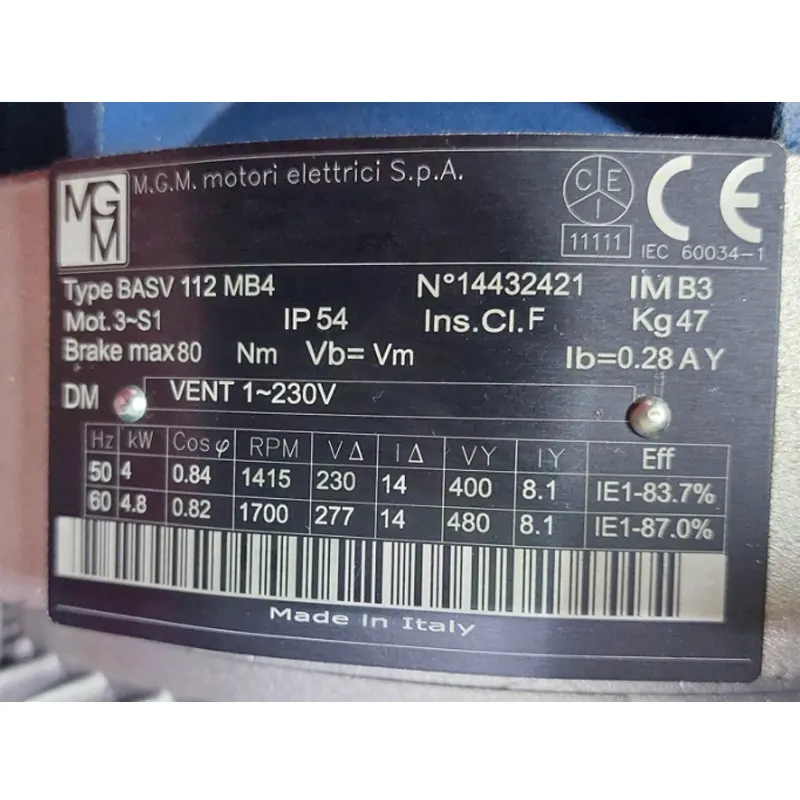 MGM
M.G.M. motori elettrici S.p.A.
CEI
11111
CE
IEC 60034-1
Type BASV 112 MB4 N°14432421 IM B3
Mot.3~S1 IP 54 Ins.Cl.F Kg 47
Brake max 80 Nm Vb= Vm Ib=0.28 A Y
DM VENT 1~230V
Hz kW Cos φ RPM V Δ I Δ VY IY Eff
50 4 0.84 1415 230 14 400 8.1 IE1-83.7%
60 4.8 0.82 1700 277 14 480 8.1 IE1-87.0%
Made in Italy